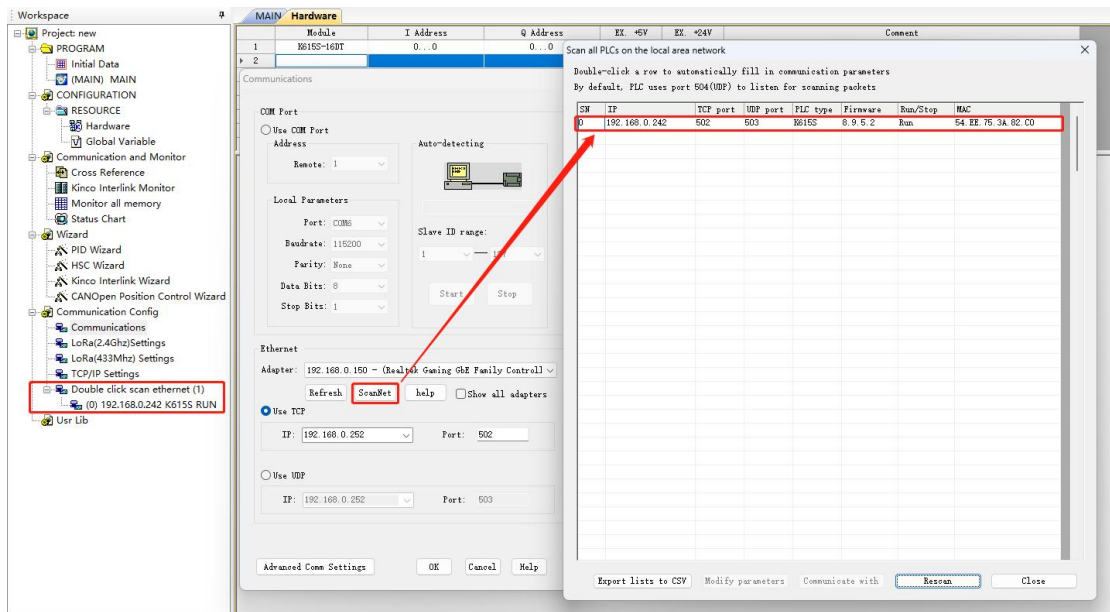 Workspace
Project: new
PROGRAM
Initial Data
(MAIN) MAIN
CONFIGURATION
RESOURCE
Hardware
Global Variable
Communication and Monitor
Cross Reference
Kinco Interlink Monitor
Monitor all memory
Status Chart
Wizard
PID Wizard
HSC Wizard
Kinco Interlink Wizard
CANOpen Position Control Wizard
Communication Config
Communications
LoRa(2.4Ghz)Settings
LoRa(433Mhz) Settings
TCP/IP Settings
Double click scan ethernet (1)
(0) 192.168.0.242 K615S RUN
Usr Lib
MAIN Hardware
Module I Address Q Address EX. +5V EX. +24V Comment
1 K615S-16DT 0...0 0...0
2
Communications
COM Port
Use COM Port
Address
Remote: 1
Local Parameters
Port: COM6
Baudrate: 115200
Parity: None
Data Bits: 8
Stop Bits: 1
Auto-detecting
Slave ID range:
1 —
Start Stop
Ethernet
Adapter: 192.168.0.150 - (Realtek Gaming GbE Family Controll
Refresh ScanNet help Show all adapters
Use TCP
IP: 192.168.0.252 Port: 502
Use UDP
IP: 192.168.0.252 Port: 503
Advanced Comm Settings OK Cancel Help
Scan all PLCs on the local area network
Double-click a row to automatically fill in communication parameters
By default, PLC uses port 504(UDP) to listen for scanning packets
SN IP TCP port UDP port PLC type Firmware Run/Stop MAC
0 192.168.0.242 502 503 K615S 8.9.5.2 Run 54.EE.75.3A.82.C0
Export lists to CSV Modify parameters Communicate with Rescan Close